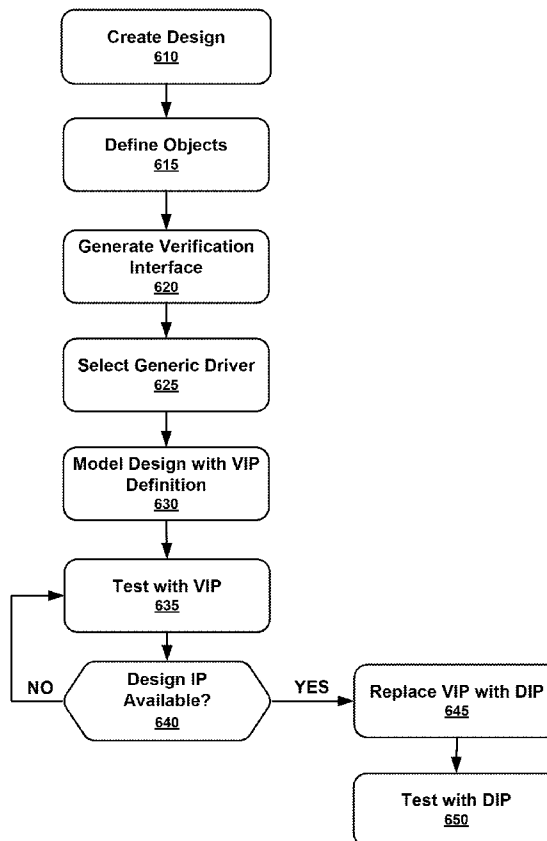 Create Design
610
Define Objects
615
Generate Verification
Interface
620
Select Generic Driver
625
Model Design with VIP
Definition
630
Test with VIP
635
NO
Design IP
Available?
640
YES
Replace VIP with DIP
645
Test with DIP
650